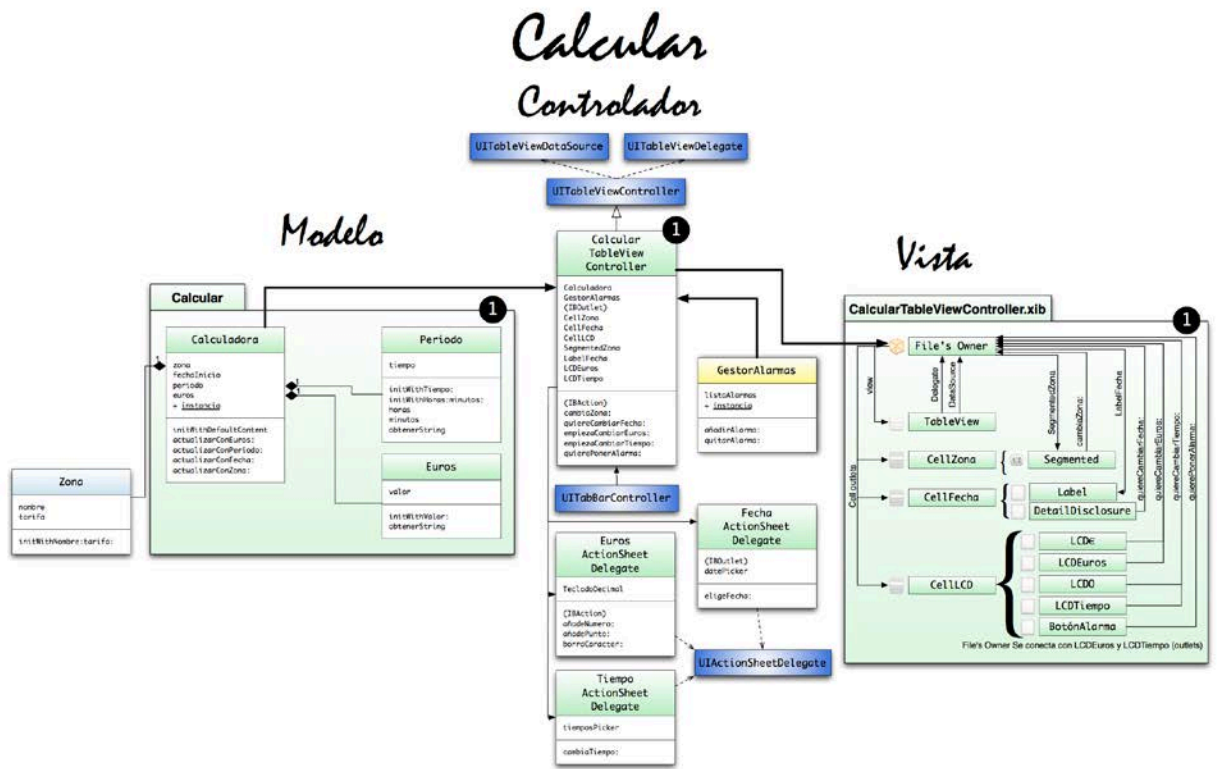 Calcular
Controlador
UITableViewDataSource
UITableViewDelegate
UITableViewController
Modelo
Vista
Calcular
1
Calculadora
zona
fechaInicio
periodo
euros
+ instancia
initWithDefaultContent
actualizarConEuros:
actualizarConPeriodo:
actualizarConFecha:
actualizarConZona:
1
1
1
Periodo
tiempo
initWithTiempo:
initWithHoras:minutos:
horas
minutos
obtenerString
Euros
valor
initWithValor:
obtenerString
Zona
nombre
tarifa
initWithNombre:tarifa:
1
Calcular
TableView
Controller
Calculadora
GestorAlarmas
(IBOutlet)
CellZona
CellFecha
CellLCD
SegmentedZona
LabelFecha
LCDEuros
LCDTiempo
(IBAction)
cambiaZona:
quiereCambiarFecha:
empiezaCambiarEuros:
empiezaCambiarTiempo:
quierePonerAlarma:
GestorAlarmas
listaAlarmas
+ instancia
añadirAlarma:
quitarAlarma:
UITabBarController
Fecha
ActionSheet
Delegate
(IBOutlet)
datePicker
eligeFecha:
Euros
ActionSheet
Delegate
TecladoDecimal
(IBAction)
añadeNumero:
añadePunto:
borraCaracter:
UIActionSheetDelegate
Tiempo
ActionSheet
Delegate
tiemposPicker
cambiaTiempo:
CalcularTableViewController.xib
1
File's Owner
view
Delegate
DataSource
SegmentedZona
cambiaZona:
LabelFecha
quiereCambiarFecha:
quiereCambiarEuros:
quiereCambiarTiempo:
quierePonerAlarma:
TableView
Cell outlets
CellZona
Segmented
CellFecha
Label
DetailDisclosure
CellLCD
LCD€
LCDEuros
LCDO
LCDTiempo
BotónAlarma
File's Owner Se conecta con LCDEuros y LCDTiempo (outlets)